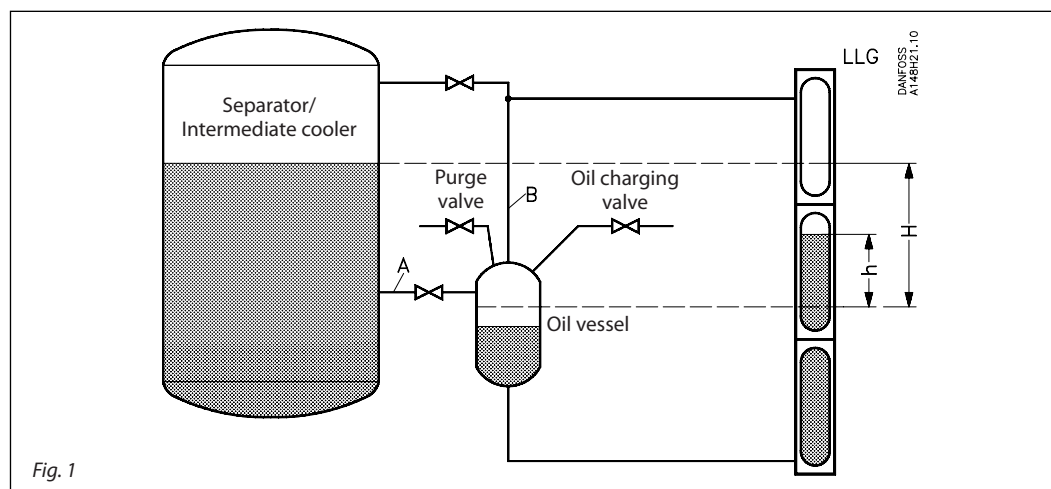 LLG
DANFOSS
A148H21.10
Separator/
Intermediate cooler
Purge
valve
B
Oil charging
valve
H
A
h
Oil vessel
Fig. 1